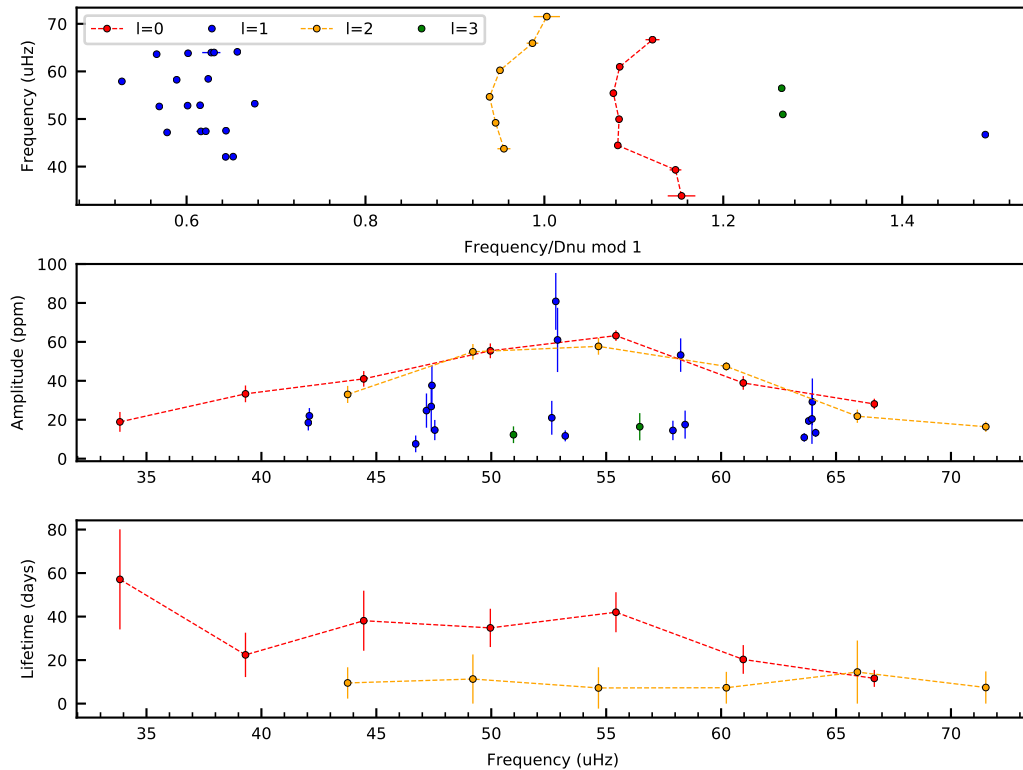 l=0 l=1 l=2 l=3
Frequency (uHz)
70
60
50
40
0.6 0.8 1.0 1.2 1.4
Frequency/Dnu mod 1
Amplitude (ppm)
100
80
60
40
20
0
35 40 45 50 55 60 65 70
Lifetime (days)
80
60
40
20
0
35 40 45 50 55 60 65 70
Frequency (uHz)